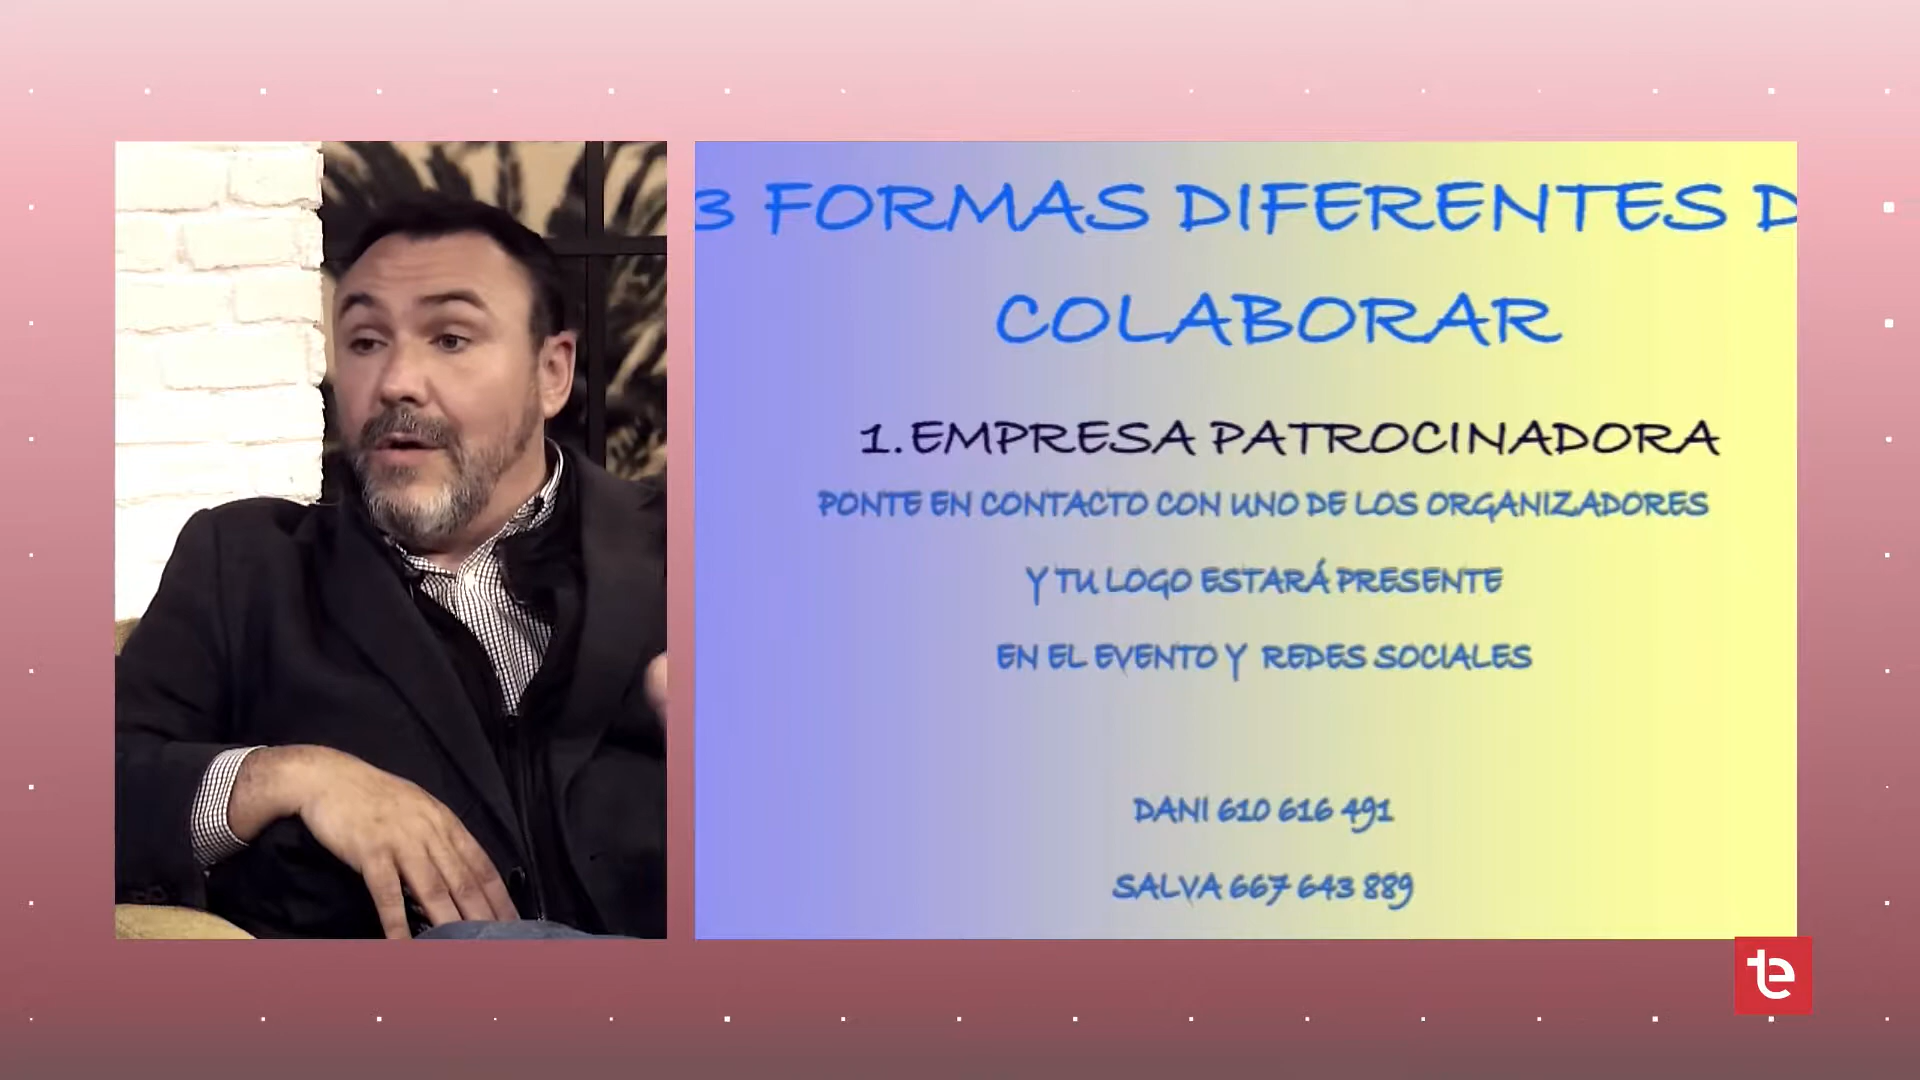 3 FORMAS DIFERENTES D
COLABORAR
1. EMPRESA PATROCINADORA
PONTE EN CONTACTO CON UNO DE LOS ORGANIZADORES
Y TU LOGO ESTARÁ PRESENTE
EN EL EVENTO Y REDES SOCIALES
DANI 610 616 491
SALVA 667 643 889
te